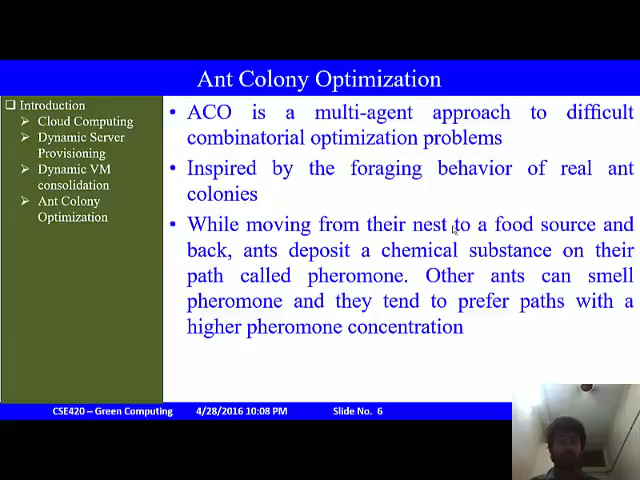 Ant Colony Optimization
❑ Introduction
➢ Cloud Computing
➢ Dynamic Server
Provisioning
➢ Dynamic VM
consolidation
➢ Ant Colony
Optimization
• ACO is a multi-agent approach to difficult
combinatorial optimization problems
• Inspired by the foraging behavior of real ant
colonies
• While moving from their nest to a food source and
back, ants deposit a chemical substance on their
path called pheromone. Other ants can smell
pheromone and they tend to prefer paths with a
higher pheromone concentration
CSE420 – Green Computing 4/28/2016 10:08 PM Slide No. 6